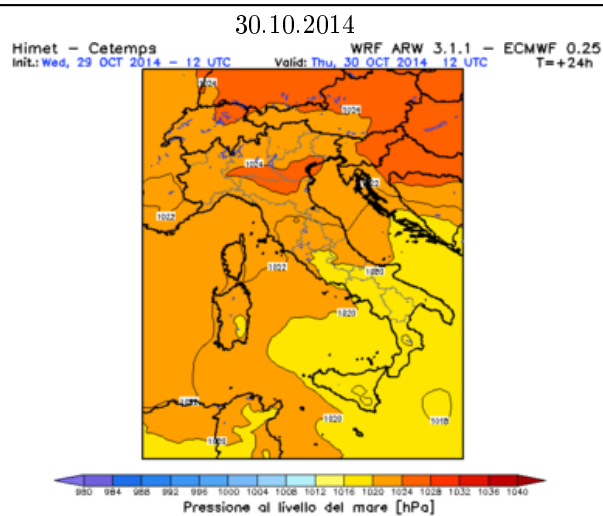 30.10.2014
Himet - Cetemps WRF ARW 3.1.1 - ECMWF 0.25
Init.: Wed, 29 OCT 2014 - 12 UTC Valid: Thu, 30 OCT 2014 12 UTC T=+24h
1024
1024
1024
1022
1022
1020
1020
1020
1018
980 984 988 992 996 1000 1004 1008 1012 1016 1020 1024 1028 1032 1036 1040
Pressione al livello del mare [hPa]